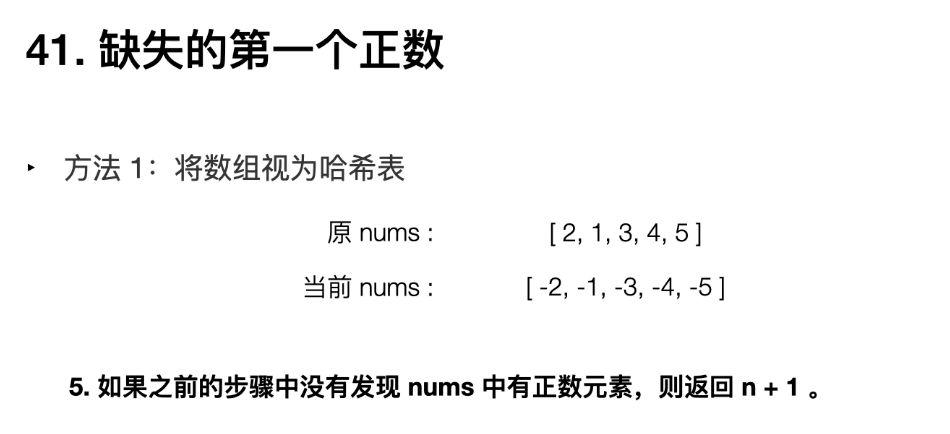 41. 缺失的第一个正数
‣ 方法 1：将数组视为哈希表
原 nums : [ 2, 1, 3, 4, 5 ]
当前 nums : [ -2, -1, -3, -4, -5 ]
5. 如果之前的步骤中没有发现 nums 中有正数元素，则返回 n + 1 。